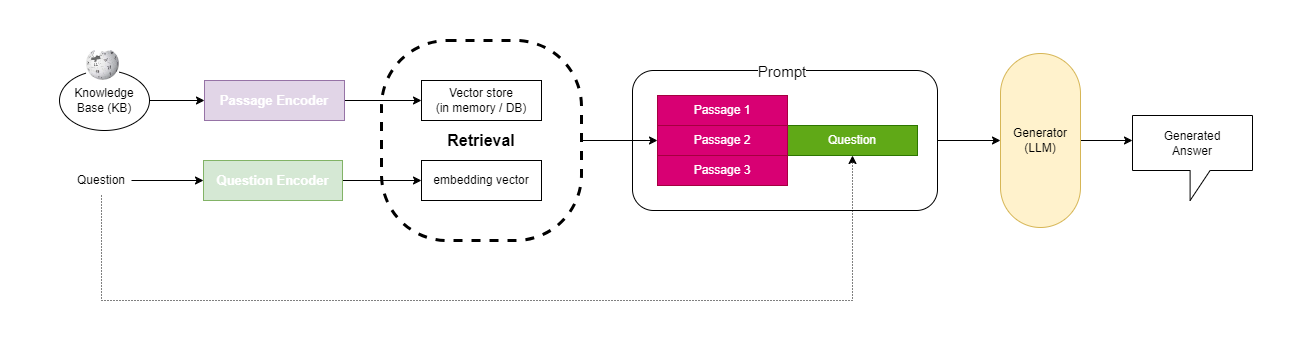 Knowledge
Base (KB)
Passage Encoder
Vector store
(in memory / DB)
Retrieval
Question
Question Encoder
embedding vector
Prompt
Passage 1
Passage 2
Question
Passage 3
Generator
(LLM)
Generated
Answer